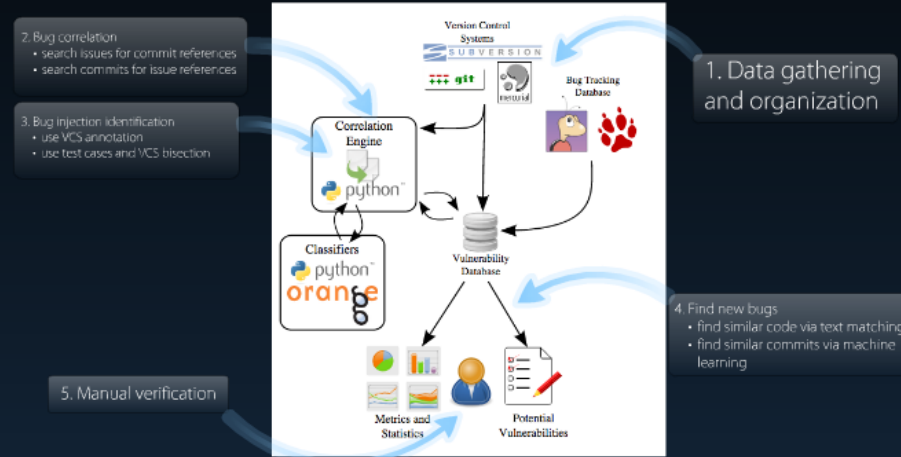 2. Bug correlation
• search issues for commit references
• search commits for issue references
3. Bug injection identification
• use VCS annotation
• use test cases and VCS bisection
Version Control
Systems
SUBVERSION
git
mercurial
Bug Tracking
Database
1. Data gathering
and organization
Correlation
Engine
python™
Classifiers
python™
orange
Vulnerability
Database
4. Find new bugs
• find similar code via text matching
• find similar commits via machine
learning
5. Manual verification
Metrics and
Statistics
Potential
Vulnerabilities